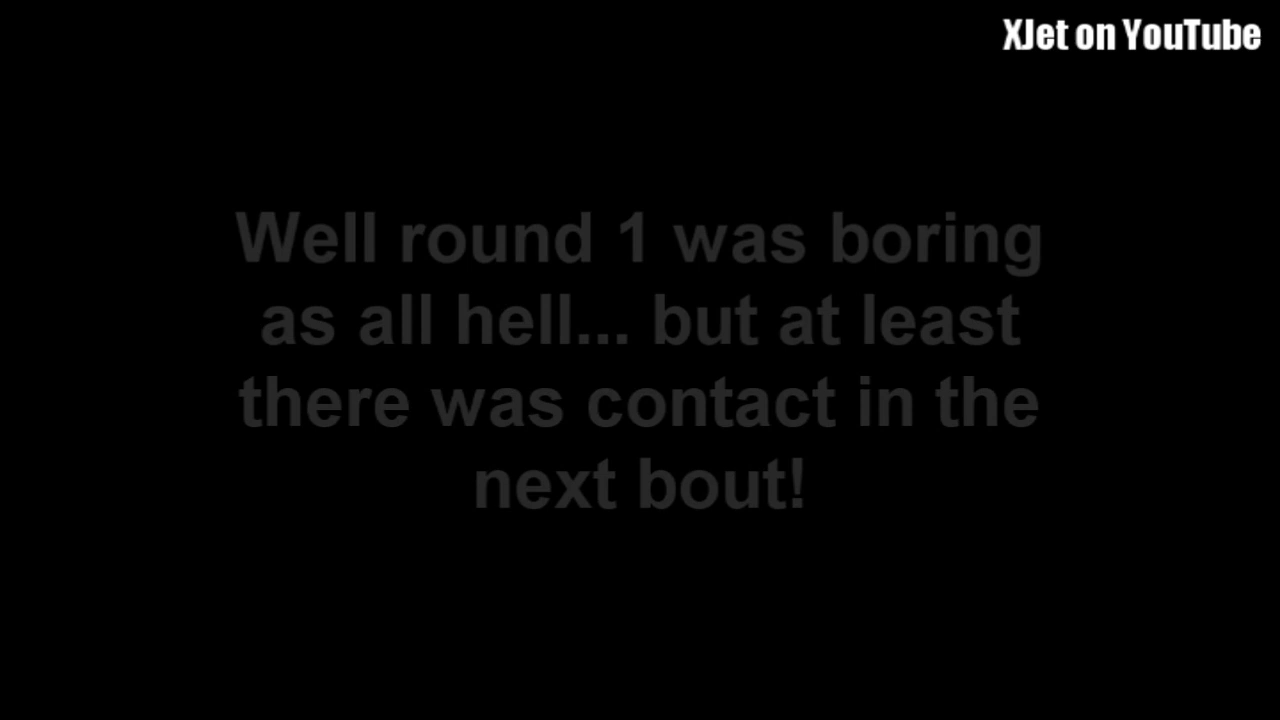 XJet on YouTube
Well round 1 was boring
as all hell... but at least
there was contact in the
next bout!